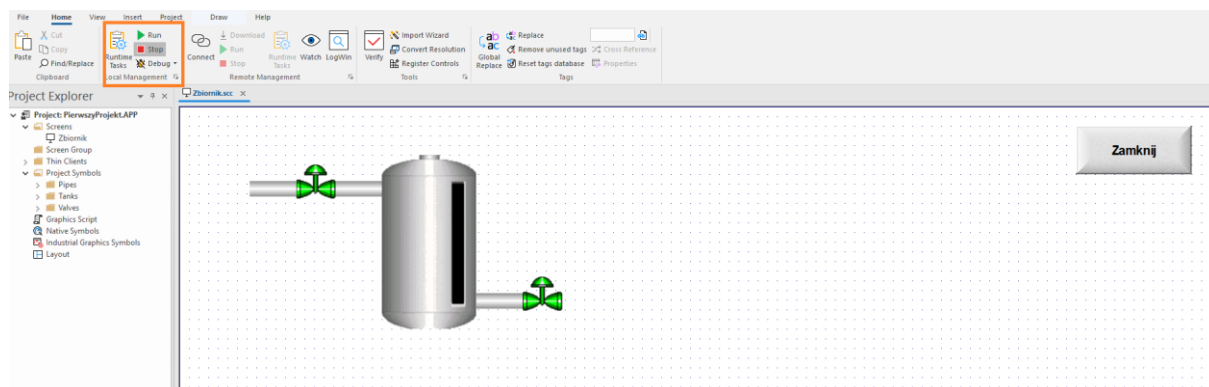 File Home View Insert Project Draw Help
Cut Run Download Import Wizard Replace
Copy Stop Run Convert Resolution Remove unused tags Cross Reference
Paste Find/Replace Runtime Tasks Debug Connect Stop Runtime Tasks Watch LogWin Verify Register Controls Global Replace Reset tags database Properties
Clipboard Local Management Remote Management Tools Tags
Project Explorer Zbiornik.scc
Project: PierwszyProjekt.APP
Screens
Zbiornik
Screen Group
Thin Clients
Project Symbols
Pipes
Tanks
Valves
Graphics Script
Native Symbols
Industrial Graphics Symbols
Layout
Zamknij